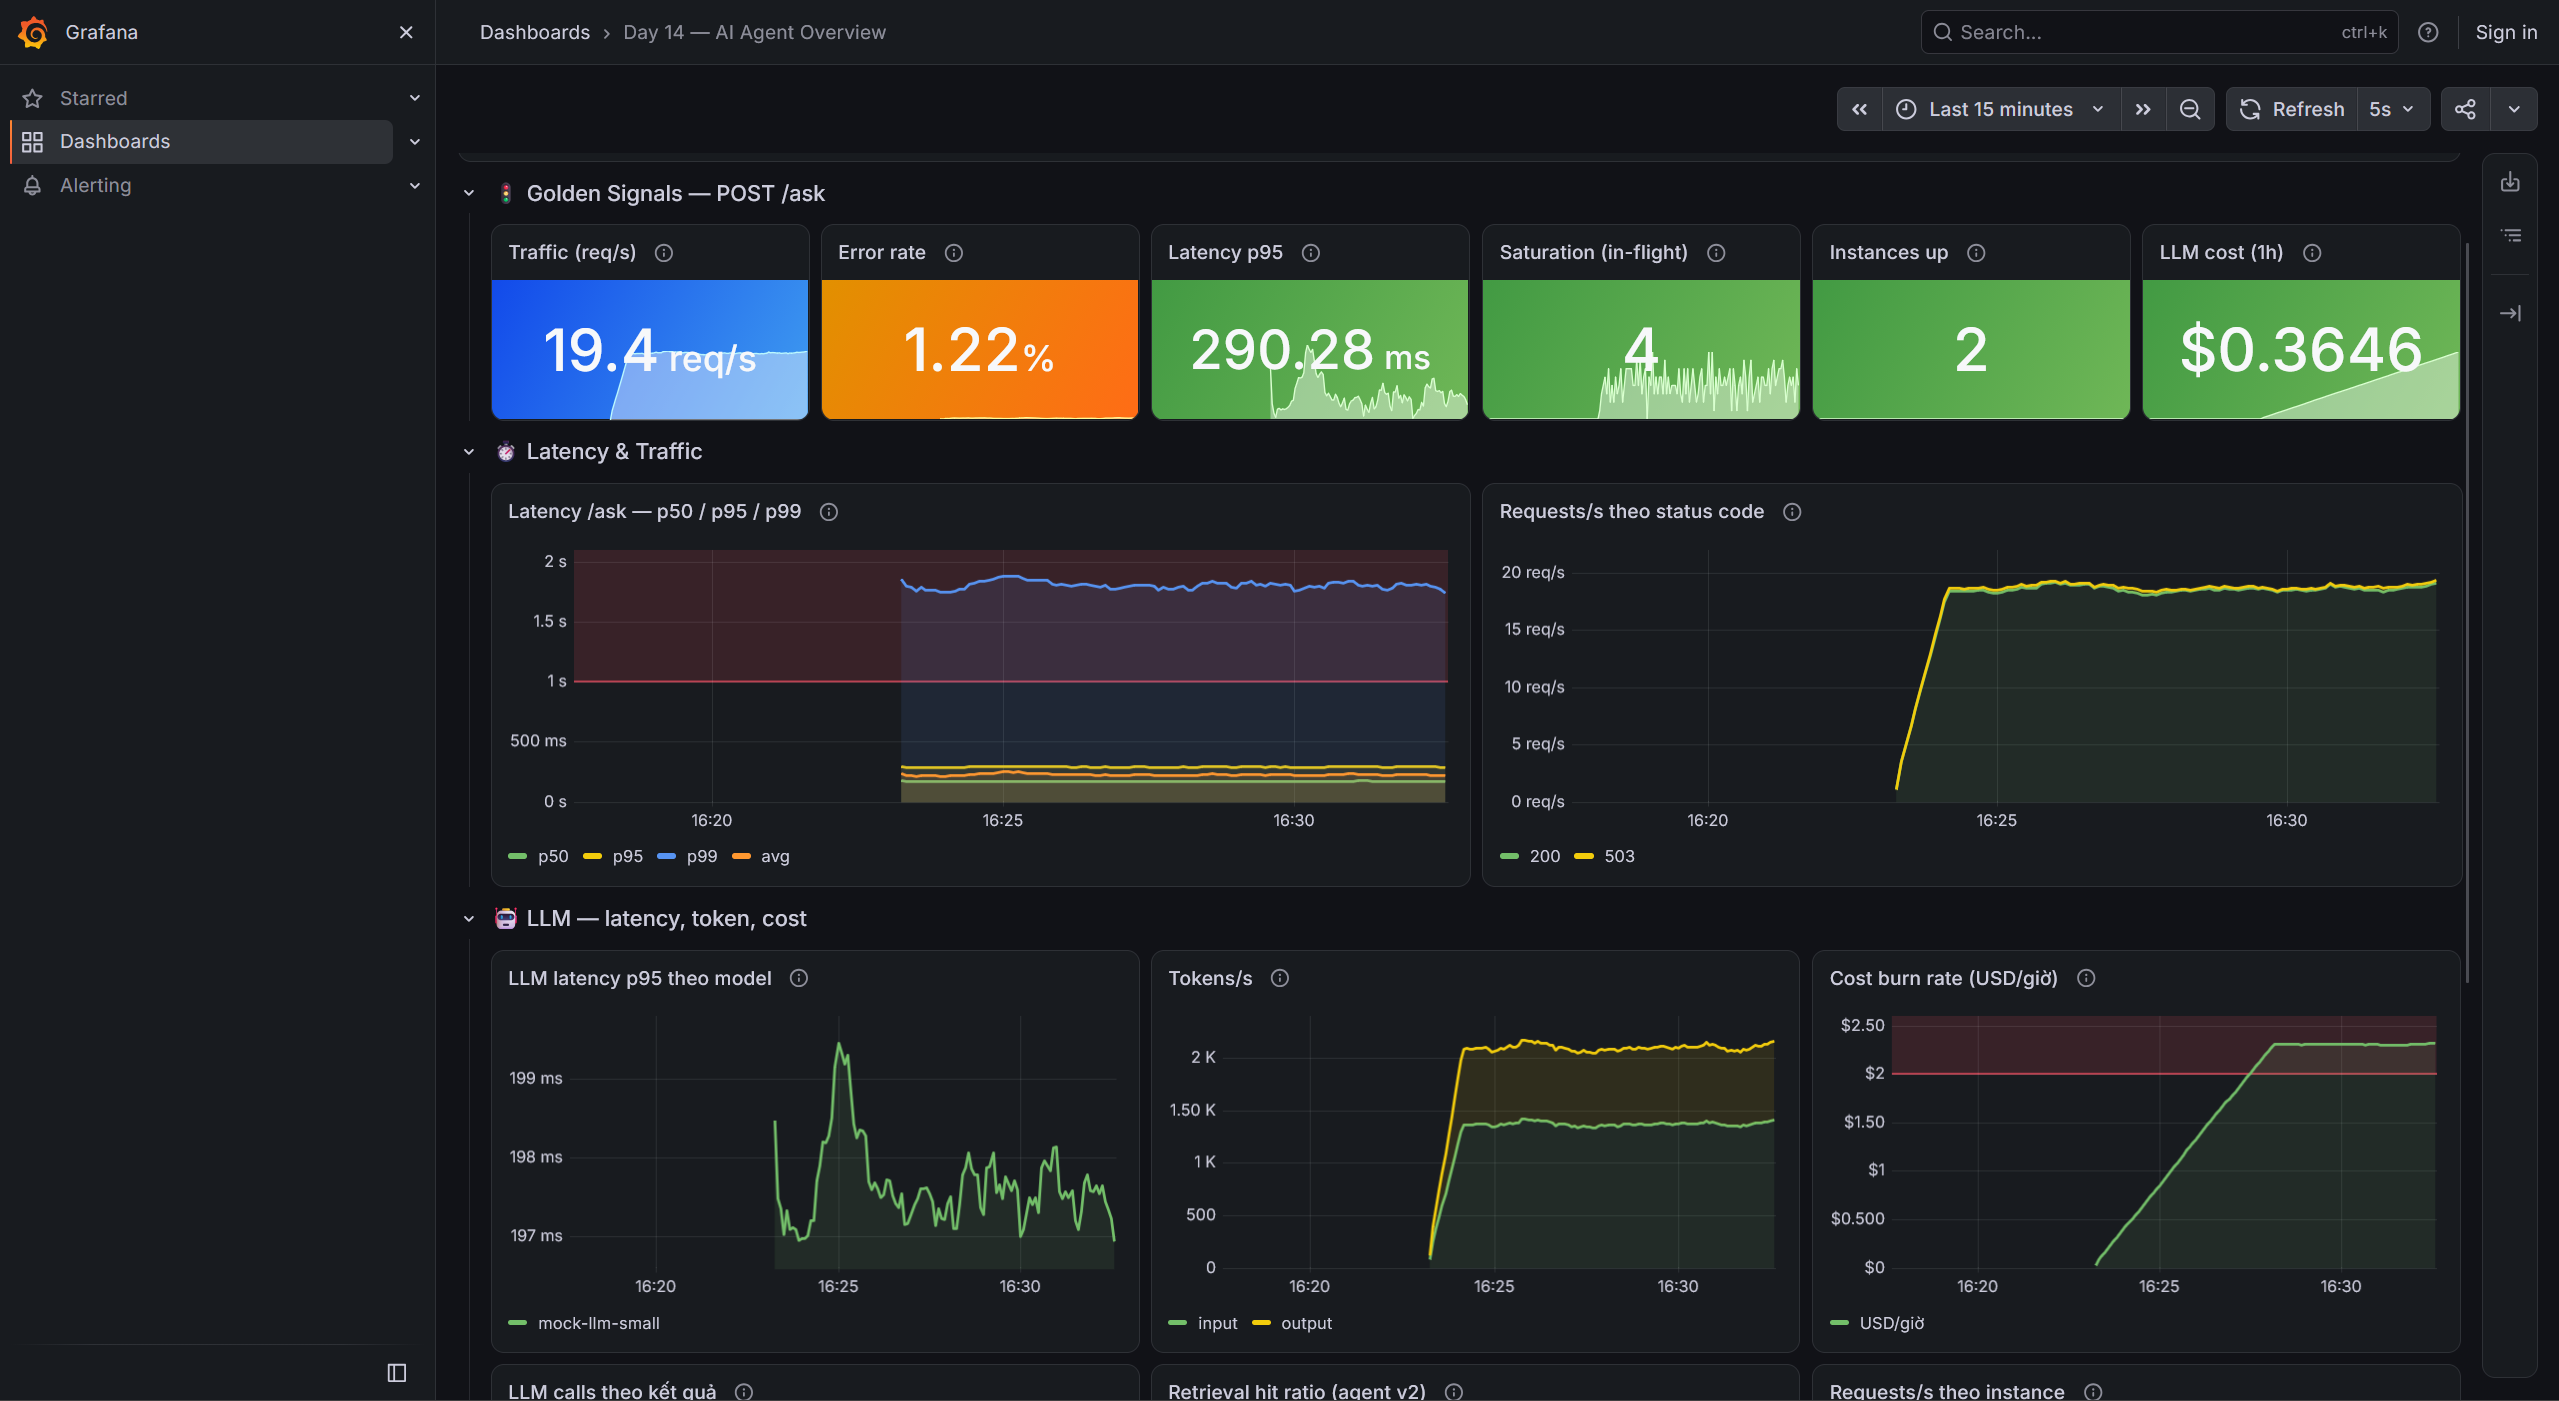 Grafana
Dashboards › Day 14 — AI Agent Overview
Search...
ctrl+k
Sign in
Starred
Dashboards
Alerting
Last 15 minutes
Refresh
5s
Golden Signals — POST /ask
Traffic (req/s)
19.4 req/s
Error rate
1.22%
Latency p95
290.28 ms
Saturation (in-flight)
4
Instances up
2
LLM cost (1h)
$0.3646
Latency & Traffic
Latency /ask — p50 / p95 / p99
2 s
1.5 s
1 s
500 ms
0 s
16:20
16:25
16:30
p50
p95
p99
avg
Requests/s theo status code
20 req/s
15 req/s
10 req/s
5 req/s
0 req/s
16:20
16:25
16:30
200
503
LLM — latency, token, cost
LLM latency p95 theo model
199 ms
198 ms
197 ms
16:20
16:25
16:30
mock-llm-small
Tokens/s
2 K
1.50 K
1 K
500
0
16:20
16:25
16:30
input
output
Cost burn rate (USD/giờ)
$2.50
$2
$1.50
$1
$0.500
$0
16:20
16:25
16:30
USD/giờ
LLM calls theo kết quả
Retrieval hit ratio (agent v2)
Requests/s theo instance